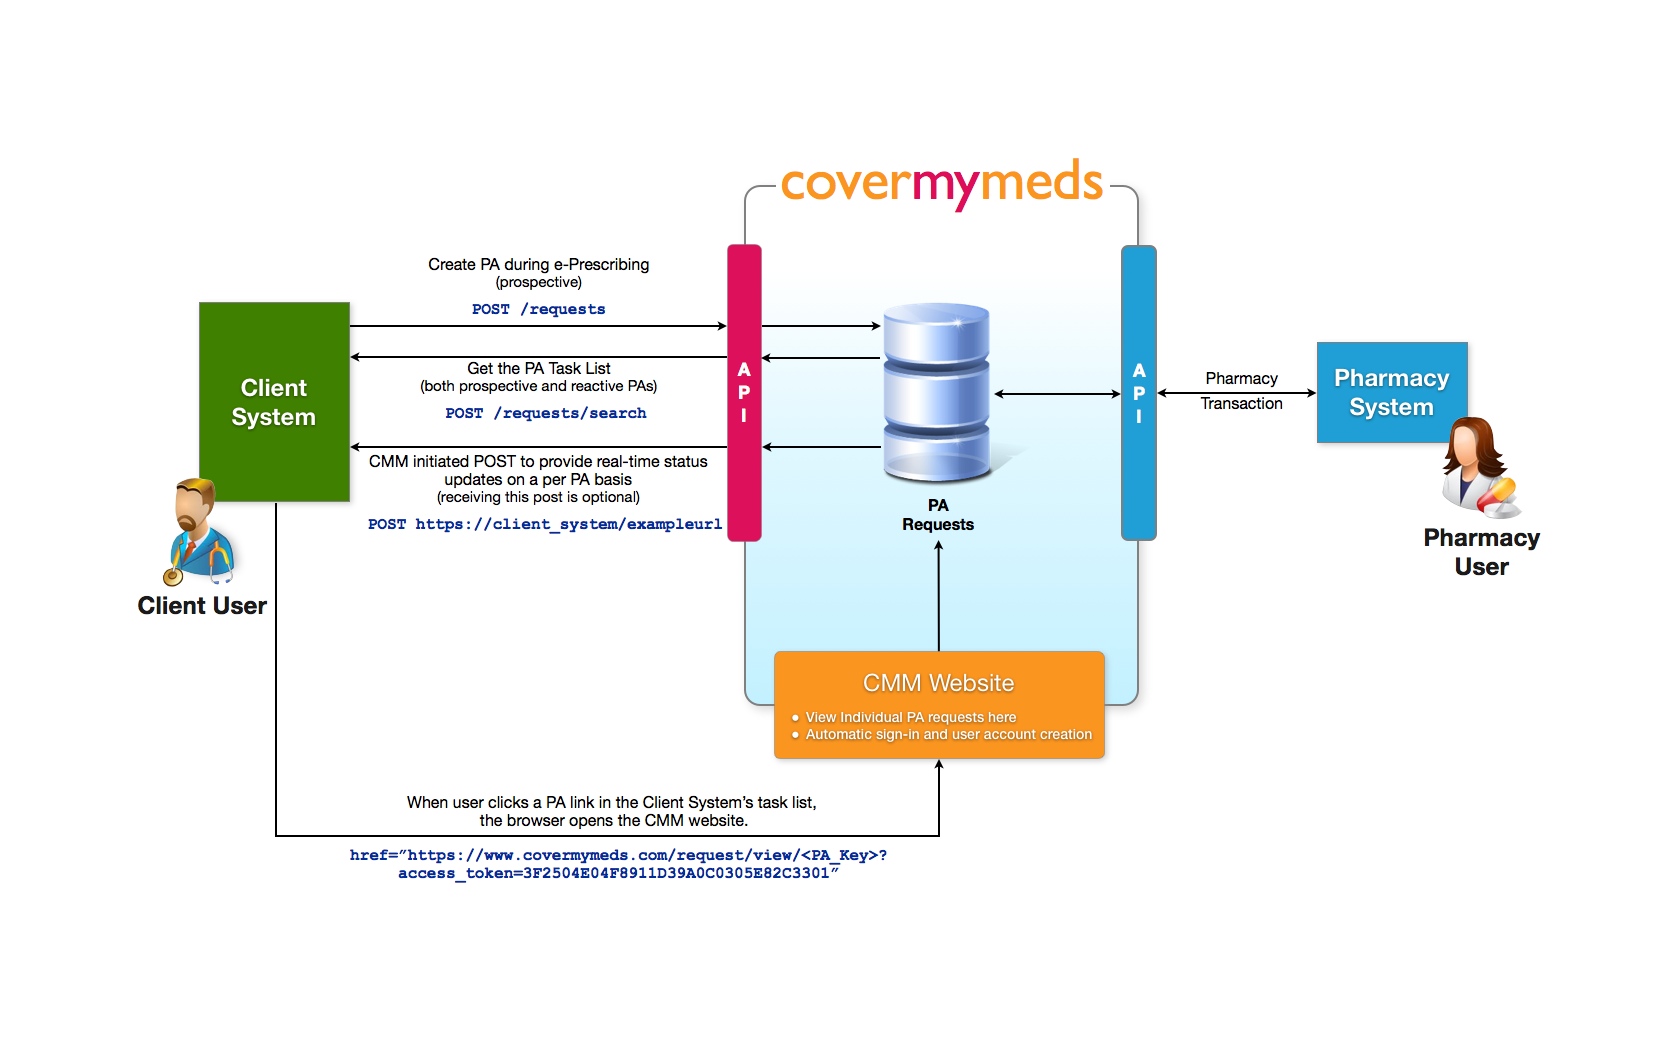 covermymeds
Create PA during e-Prescribing
(prospective)
POST /requests
Client
System
Get the PA Task List
(both prospective and reactive PAs)
POST /requests/search
CMM initiated POST to provide real-time status
updates on a per PA basis
(receiving this post is optional)
POST https://client_system/exampleurl
Client User
A
P
I
PA
Requests
A
P
I
Pharmacy
Transaction
Pharmacy
System
Pharmacy
User
CMM Website
● View Individual PA requests here
● Automatic sign-in and user account creation
When user clicks a PA link in the Client System’s task list,
the browser opens the CMM website.
href=”https://www.covermymeds.com/request/view/<PA_Key>?
access_token=3F2504E04F8911D39A0C0305E82C3301”